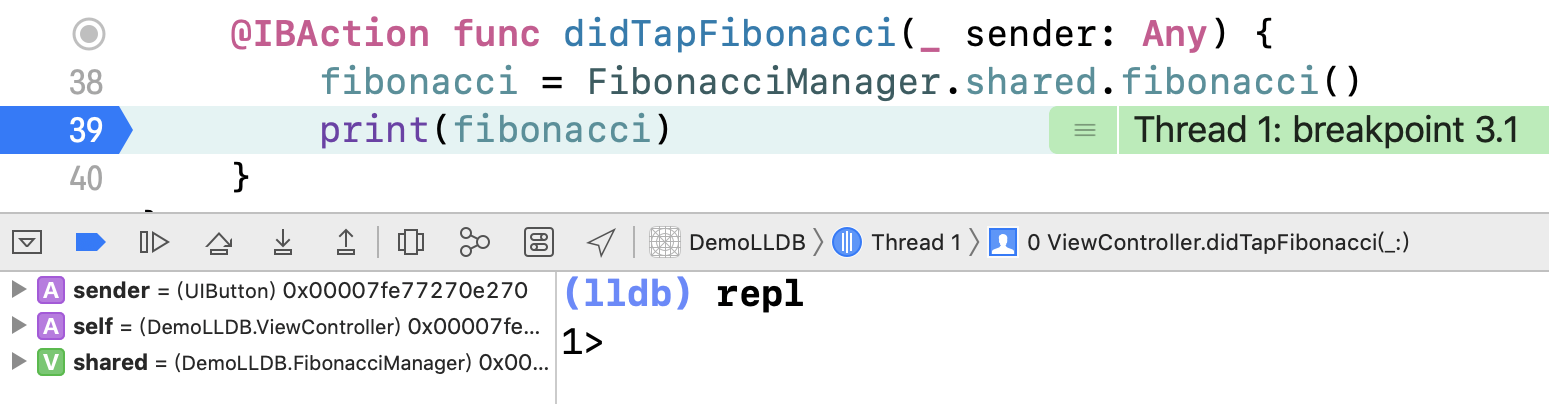 @IBAction func didTapFibonacci(_ sender: Any) {
38 fibonacci = FibonacciManager.shared.fibonacci()
39 print(fibonacci) Thread 1: breakpoint 3.1
40 }
DemoLLDB Thread 1 0 ViewController.didTapFibonacci(_:)
A sender = (UIButton) 0x00007fe77270e270
A self = (DemoLLDB.ViewController) 0x00007fe...
V shared = (DemoLLDB.FibonacciManager) 0x00...
(lldb) repl
1>